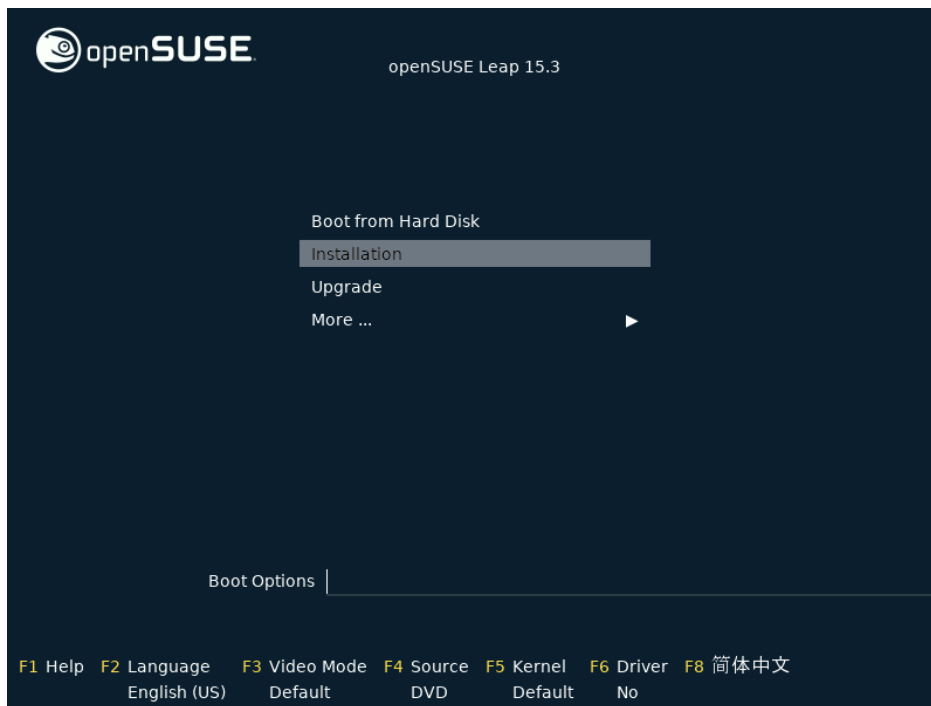 openSUSE.
openSUSE Leap 15.3
Boot from Hard Disk
Installation
Upgrade
More ...
Boot Options
F1 Help F2 Language F3 Video Mode F4 Source F5 Kernel F6 Driver F8 简体中文
English (US) Default DVD Default No